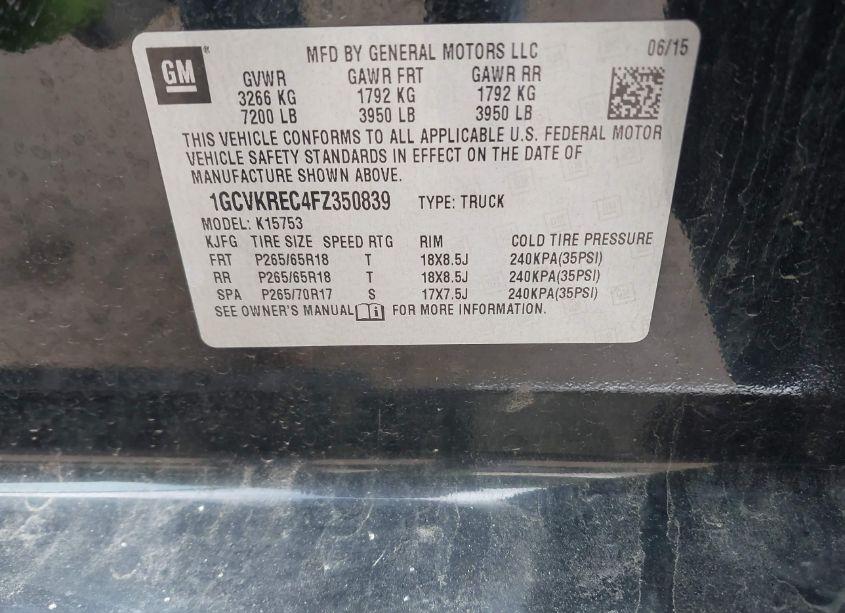 GM
MFD BY GENERAL MOTORS LLC 06/15
GVWR GAWR FRT GAWR RR
3266 KG 1792 KG 1792 KG
7200 LB 3950 LB 3950 LB
THIS VEHICLE CONFORMS TO ALL APPLICABLE U.S. FEDERAL MOTOR
VEHICLE SAFETY STANDARDS IN EFFECT ON THE DATE OF
MANUFACTURE SHOWN ABOVE.
1GCVKREC4FZ350839 TYPE: TRUCK
MODEL: K15753
KJFG TIRE SIZE SPEED RTG RIM COLD TIRE PRESSURE
FRT P265/65R18 T 18X8.5J 240KPA(35PSI)
RR P265/65R18 T 18X8.5J 240KPA(35PSI)
SPA P265/70R17 S 17X7.5J 240KPA(35PSI)
SEE OWNER'S MANUAL FOR MORE INFORMATION.